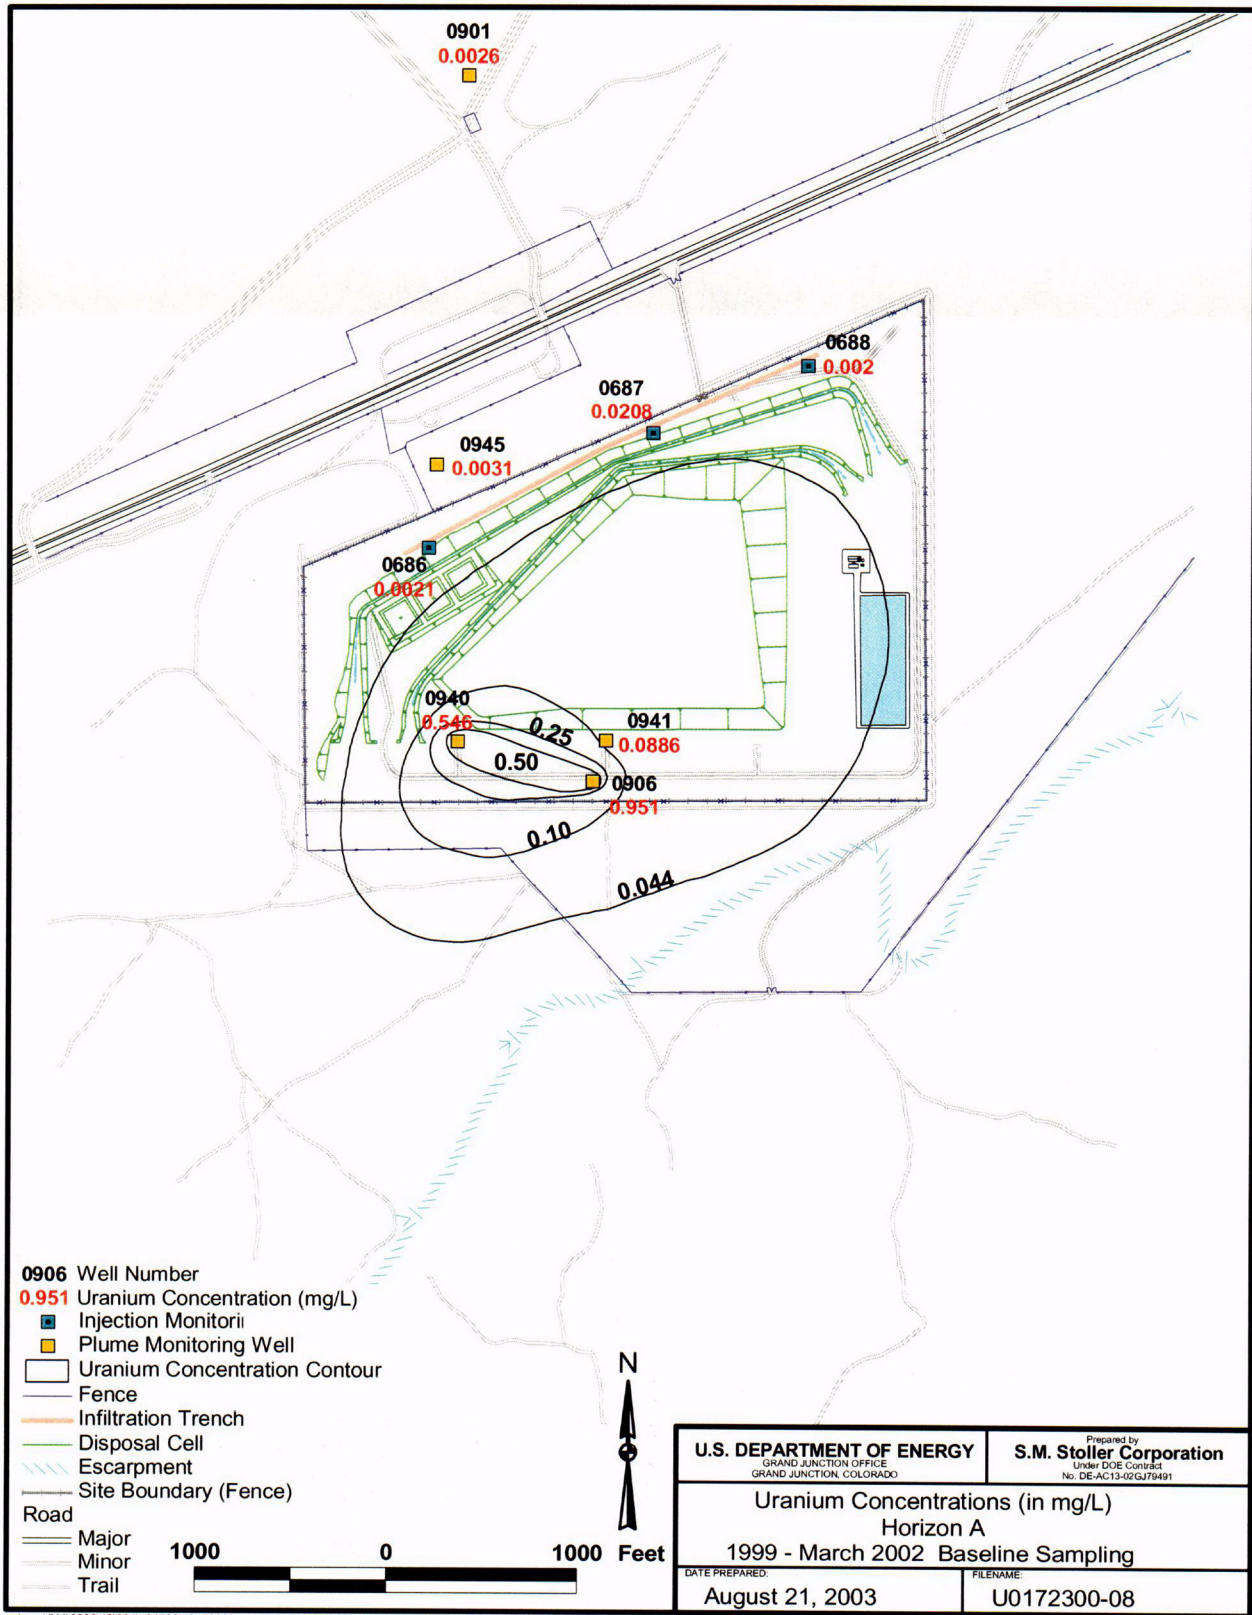 0901
0.0026
0688
0.002
0687
0.0208
0945
0.0031
0686
0.0021
0940
0.546
0.25
0941
0.0886
0.50
0906
0.951
0.10
0.044
0906 Well Number
0.951 Uranium Concentration (mg/L)
Injection Monitori
Plume Monitoring Well
Uranium Concentration Contour
Fence
Infiltration Trench
Disposal Cell
Escarpment
Site Boundary (Fence)
Road
Major
Minor
Trail
1000 0 1000 Feet
N
U.S. DEPARTMENT OF ENERGY
GRAND JUNCTION OFFICE
GRAND JUNCTION, COLORADO
Prepared by
S.M. Stoller Corporation
Under DOE Contract
No. DE-AC13-02GJ79491
Uranium Concentrations (in mg/L)
Horizon A
1999 - March 2002 Baseline Sampling
DATE PREPARED:
August 21, 2003
FILENAME:
U0172300-08